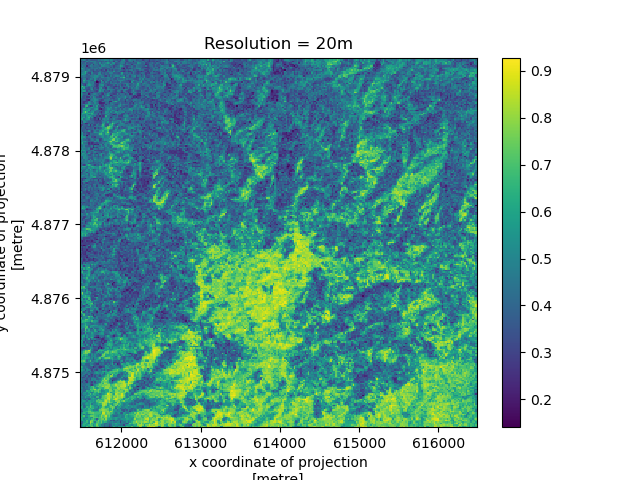 Resolution = 20m
1e6
4.879
4.878
4.877
4.876
4.875
y coordinate of projection
[metre]
612000 613000 614000 615000 616000
x coordinate of projection
[metre]
0.9
0.8
0.7
0.6
0.5
0.4
0.3
0.2